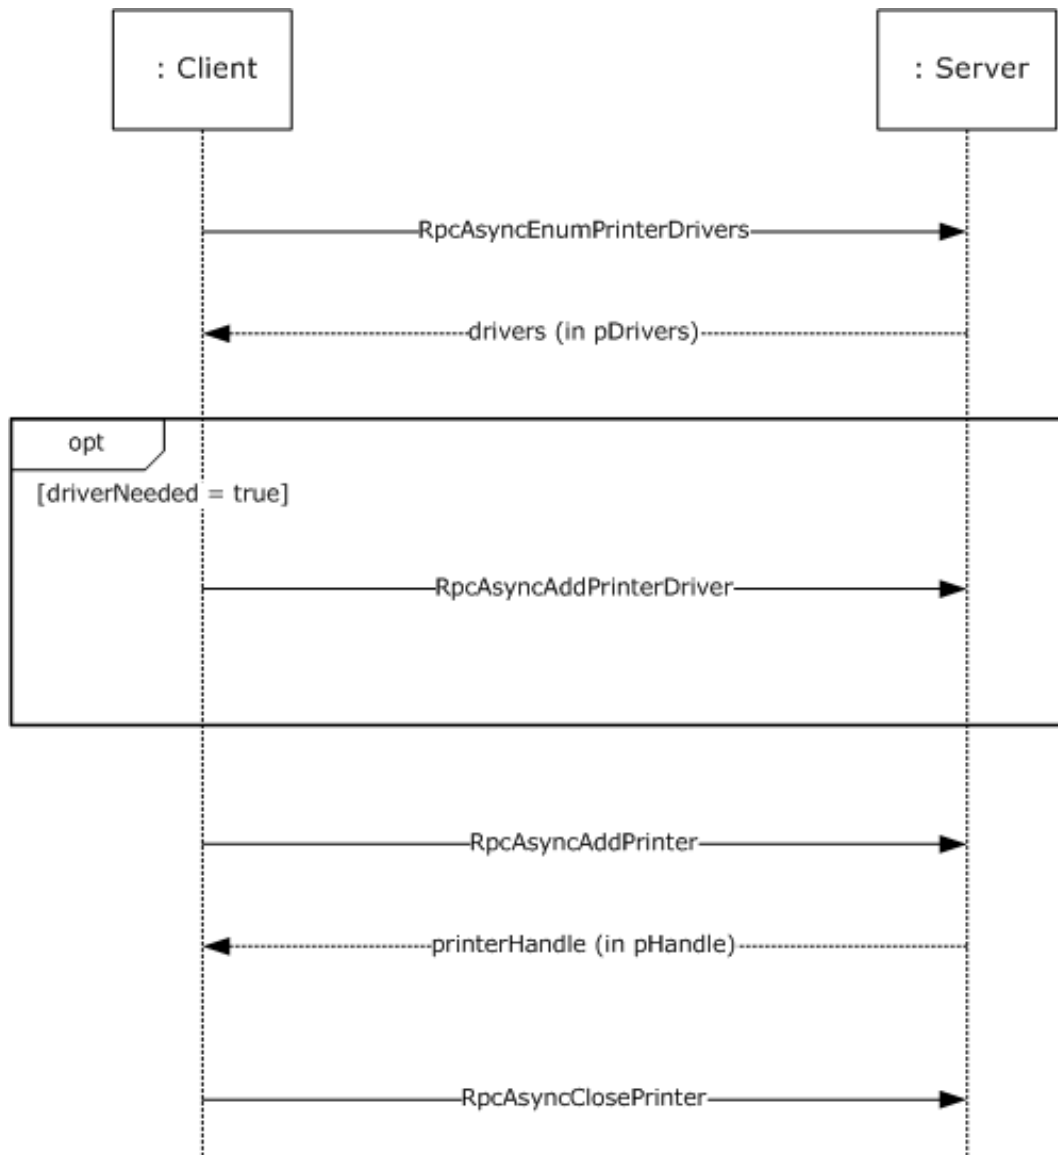 : Client
: Server
RpcAsyncEnumPrinterDrivers
drivers (in pDrivers)
opt
[driverNeeded = true]
RpcAsyncAddPrinterDriver
RpcAsyncAddPrinter
printerHandle (in pHandle)
RpcAsyncClosePrinter